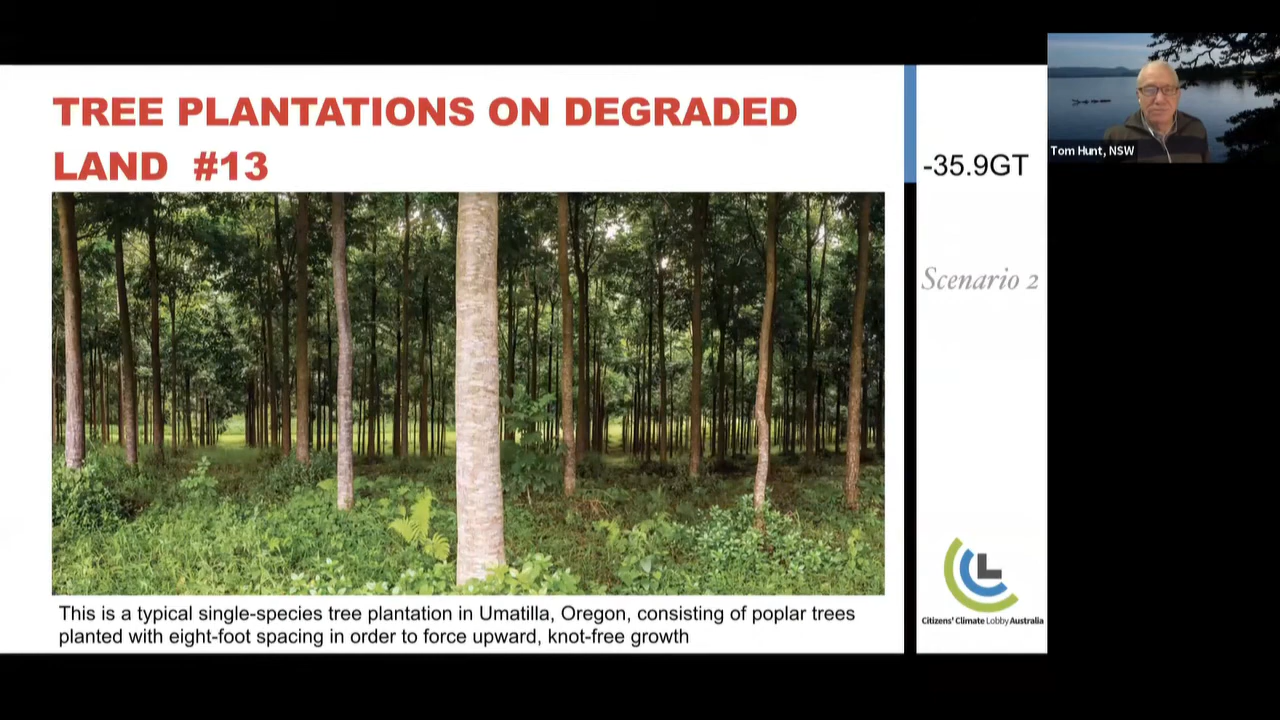 TREE PLANTATIONS ON DEGRADED
LAND #13
-35.9GT
Scenario 2
This is a typical single-species tree plantation in Umatilla, Oregon, consisting of poplar trees
planted with eight-foot spacing in order to force upward, knot-free growth
CCL
Citizens' Climate Lobby Australia
Tom Hunt, NSW